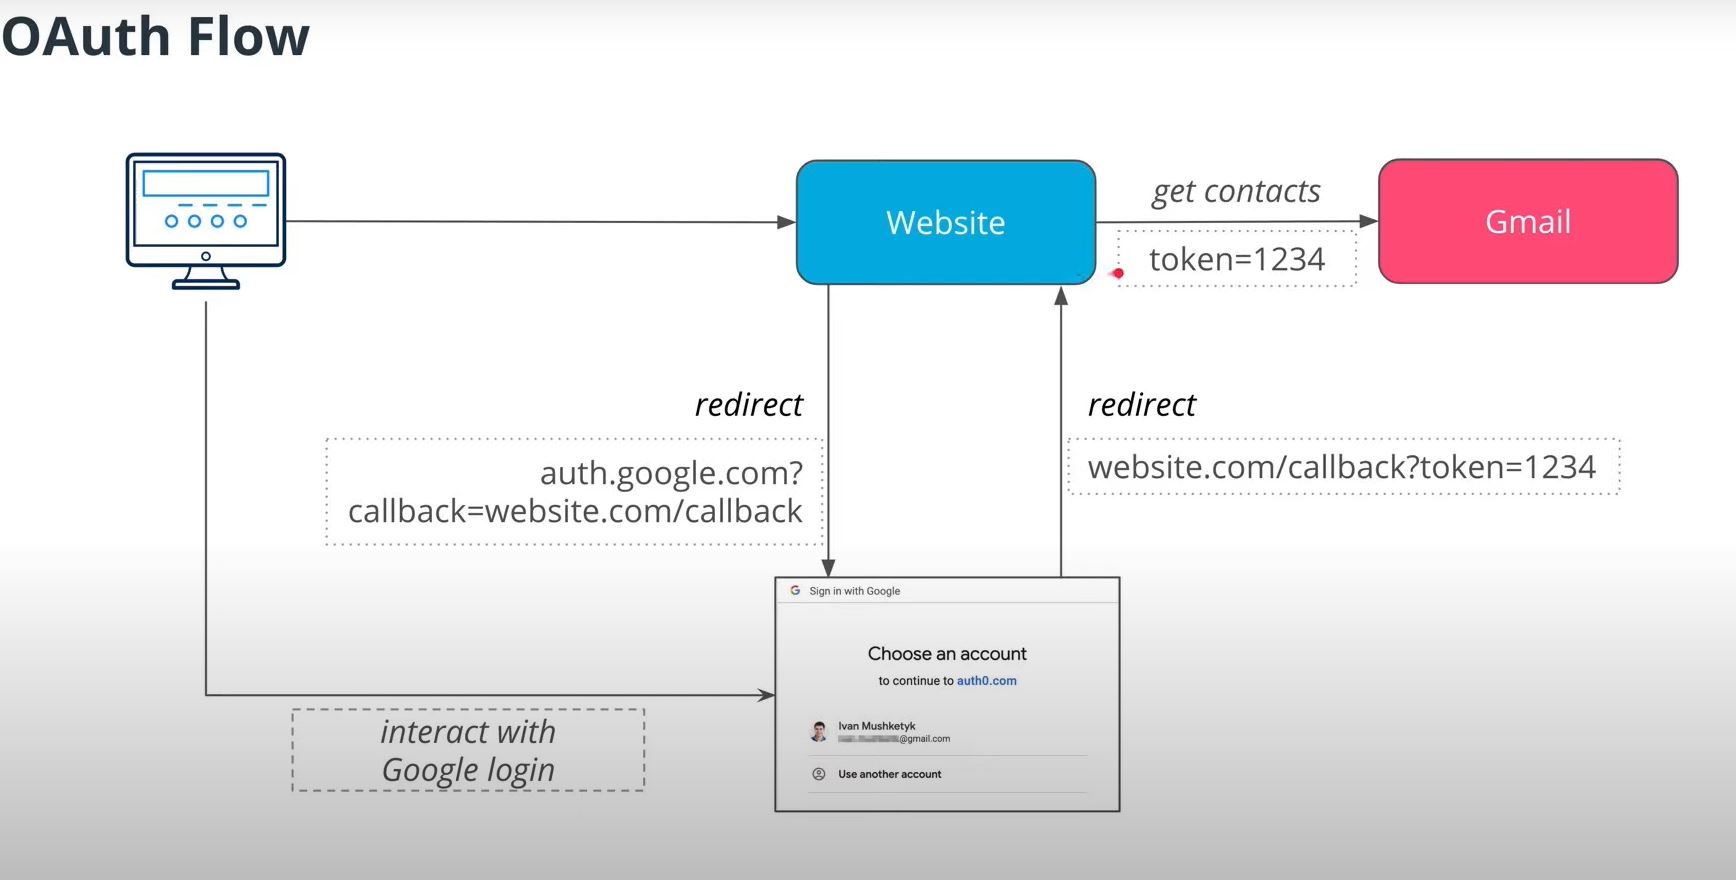 OAuth Flow
Website
get contacts
token=1234
Gmail
redirect
auth.google.com?
callback=website.com/callback
redirect
website.com/callback?token=1234
Sign in with Google
Choose an account
to continue to auth0.com
Ivan Mushketyk
@gmail.com
Use another account
interact with
Google login